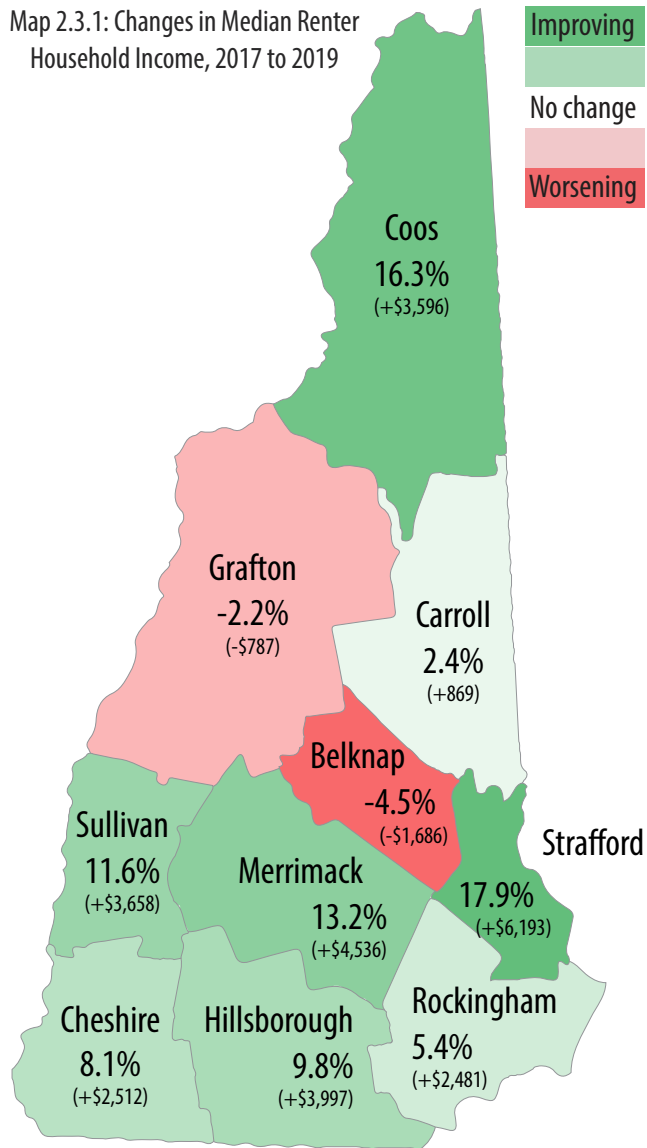 Map 2.3.1: Changes in Median Renter
Household Income, 2017 to 2019
Improving
No change
Worsening
Coos
16.3%
(+$3,596)
Grafton
-2.2%
(-$787)
Carroll
2.4%
(+869)
Belknap
-4.5%
(-$1,686)
Sullivan
11.6%
(+$3,658)
Merrimack
13.2%
(+$4,536)
Strafford
17.9%
(+$6,193)
Cheshire
8.1%
(+$2,512)
Hillsborough
9.8%
(+$3,997)
Rockingham
5.4%
(+$2,481)